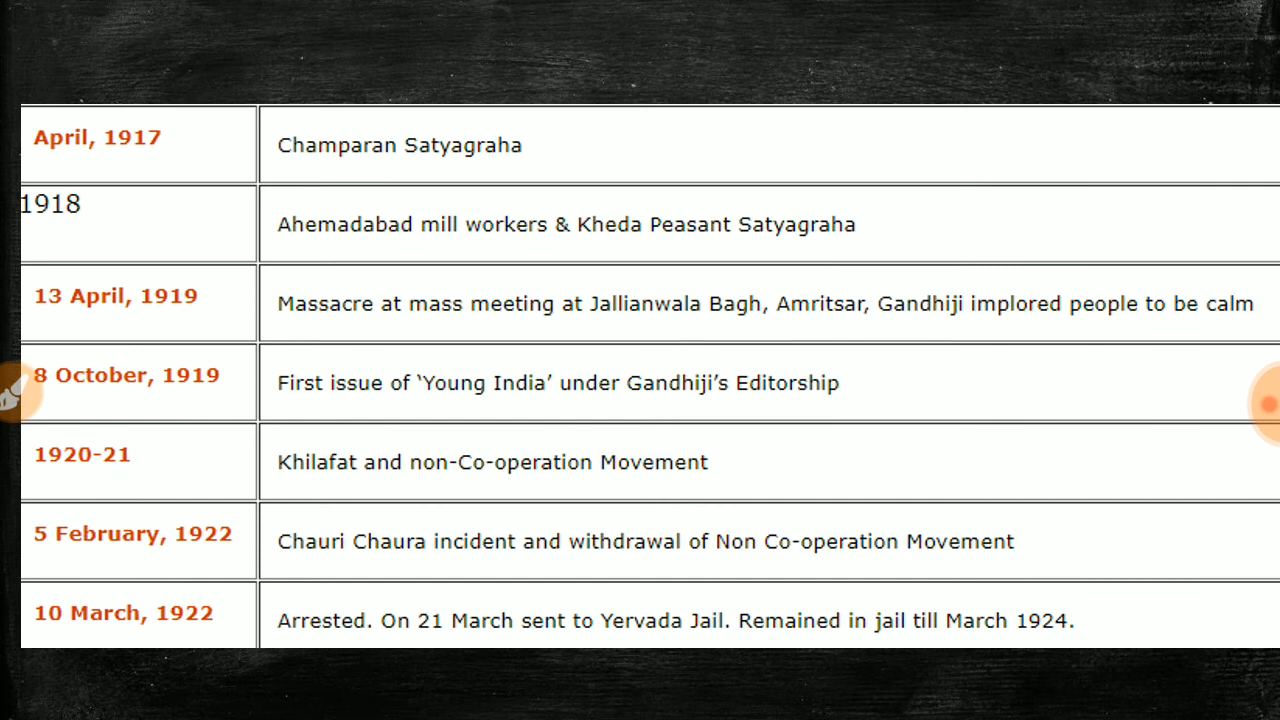 April, 1917
Champaran Satyagraha
1918
Ahemadabad mill workers & Kheda Peasant Satyagraha
13 April, 1919
Massacre at mass meeting at Jallianwala Bagh, Amritsar, Gandhiji implored people to be calm
8 October, 1919
First issue of ‘Young India’ under Gandhiji’s Editorship
1920-21
Khilafat and non-Co-operation Movement
5 February, 1922
Chauri Chaura incident and withdrawal of Non Co-operation Movement
10 March, 1922
Arrested. On 21 March sent to Yervada Jail. Remained in jail till March 1924.